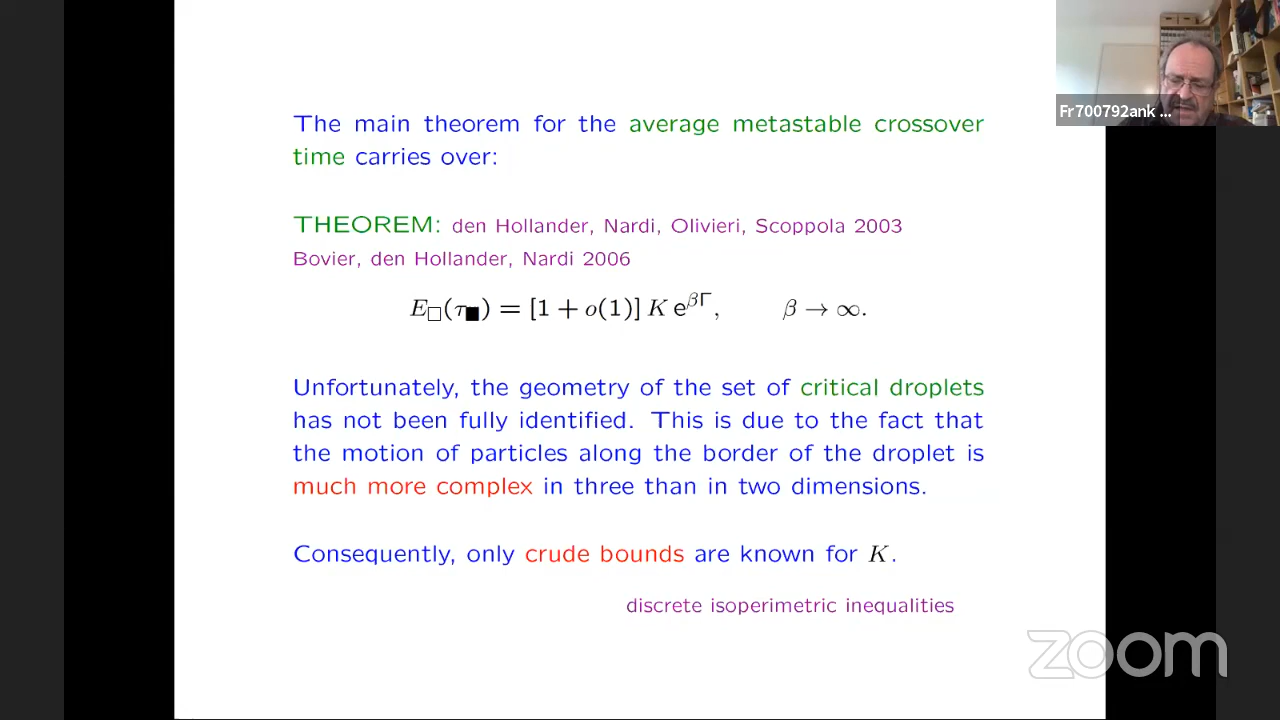 The main theorem for the average metastable crossover
time carries over:
THEOREM: den Hollander, Nardi, Olivieri, Scoppola 2003
Bovier, den Hollander, Nardi 2006
E□(τ■) = [1 + o(1)] K e^{βΓ}, β → ∞.
Unfortunately, the geometry of the set of critical droplets
has not been fully identified. This is due to the fact that
the motion of particles along the border of the droplet is
much more complex in three than in two dimensions.
Consequently, only crude bounds are known for K.
discrete isoperimetric inequalities
Fr700792ank ...
zoom